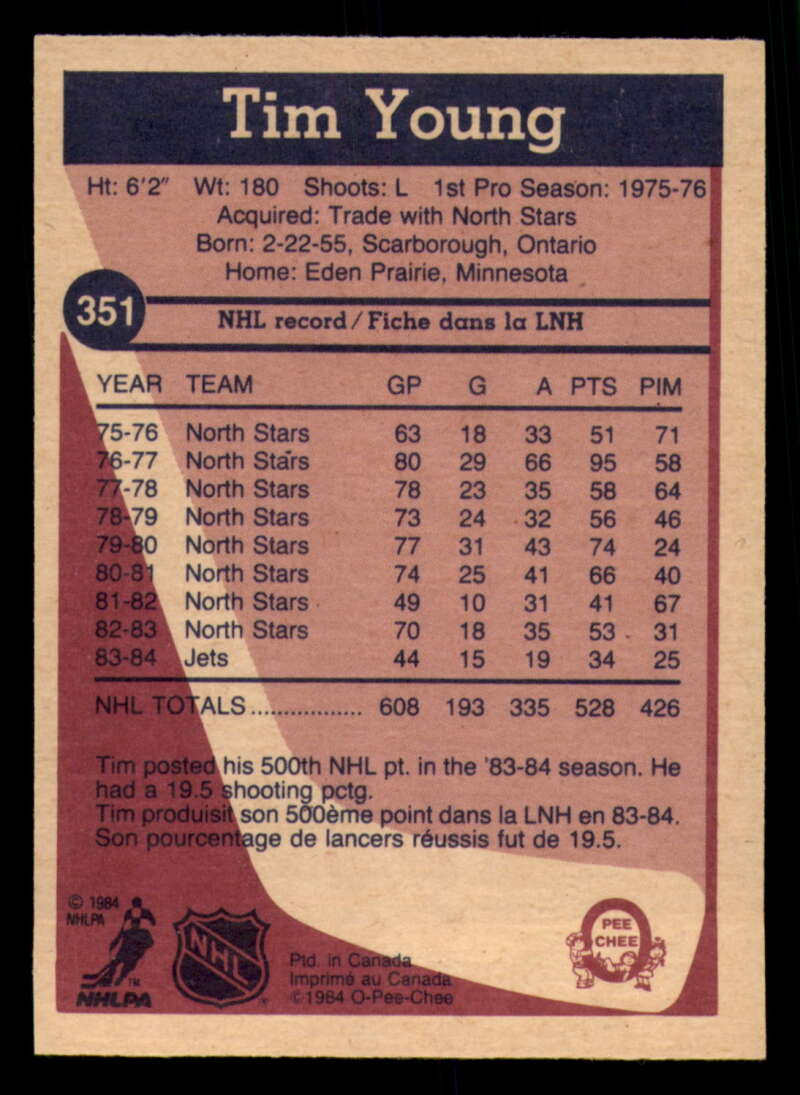 Tim Young
Ht: 6'2" Wt: 180 Shoots: L 1st Pro Season: 1975-76
Acquired: Trade with North Stars
Born: 2-22-55, Scarborough, Ontario
Home: Eden Prairie, Minnesota
351
NHL record/Fiche dans la LNH
YEAR TEAM GP G A PTS PIM
75-76 North Stars 63 18 33 51 71
76-77 North Stars 80 29 66 95 58
77-78 North Stars 78 23 35 58 64
78-79 North Stars 73 24 32 56 46
79-80 North Stars 77 31 43 74 24
80-81 North Stars 74 25 41 66 40
81-82 North Stars 49 10 31 41 67
82-83 North Stars 70 18 35 53 31
83-84 Jets 44 15 19 34 25
NHL TOTALS................. 608 193 335 528 426
Tim posted his 500th NHL pt. in the '83-84 season. He
had a 19.5 shooting pctg.
Tim produisit son 500ème point dans la LNH en 83-84.
Son pourcentage de lancers réussis fut de 19.5.
© 1984
NHLPA
TM
NHLPA
NHL
®
Ptd. in Canada
Imprimé au Canada
© 1984 O-Pee-Chee
O
PEE
CHEE